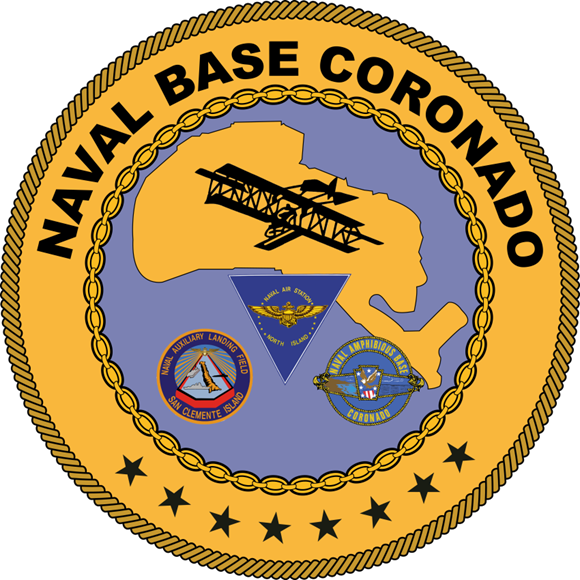 NAVAL BASE CORONADO
NAVAL AIR STATION
NORTH ISLAND
NAVAL AUXILIARY LANDING FIELD
SAN CLEMENTE ISLAND
NAVAL AMPHIBIOUS BASE
CORONADO